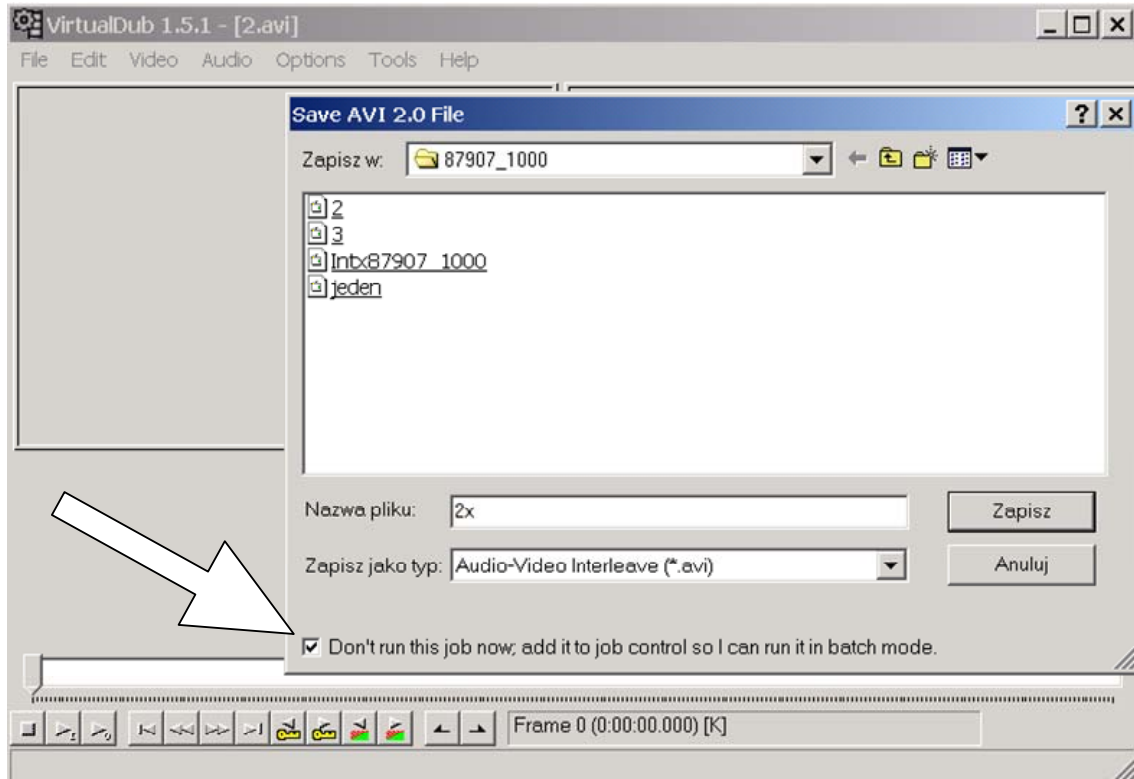 VirtualDub 1.5.1 - [2.avi]
File Edit Video Audio Options Tools Help
Save AVI 2.0 File
Zapisz w: 87907_1000
2
3
Intx87907_1000
jeden
Nazwa pliku: 2x Zapisz
Zapisz jako typ: Audio-Video Interleave (*.avi) Anuluj
Don't run this job now; add it to job control so I can run it in batch mode.
Frame 0 (0:00:00.000) [K]